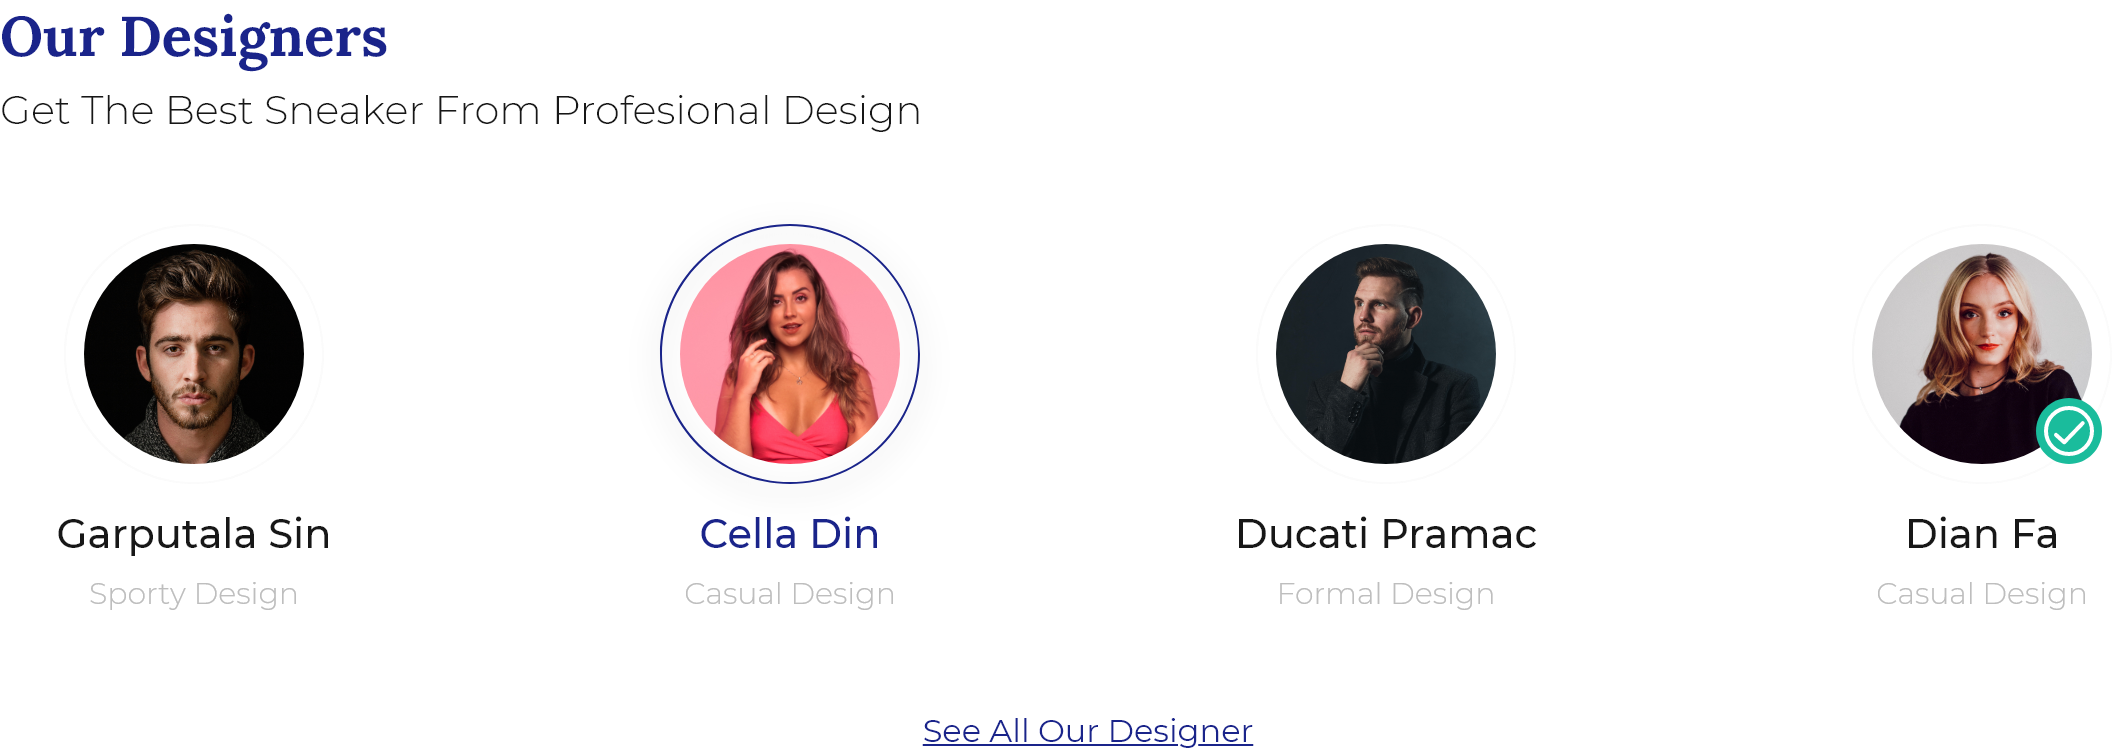 Our Designers
Get The Best Sneaker From Profesional Design
Garputala Sin
Cella Din
Ducati Pramac
Dian Fa
Sporty Design
Casual Design
Formal Design
Casual Design
See All Our Designer